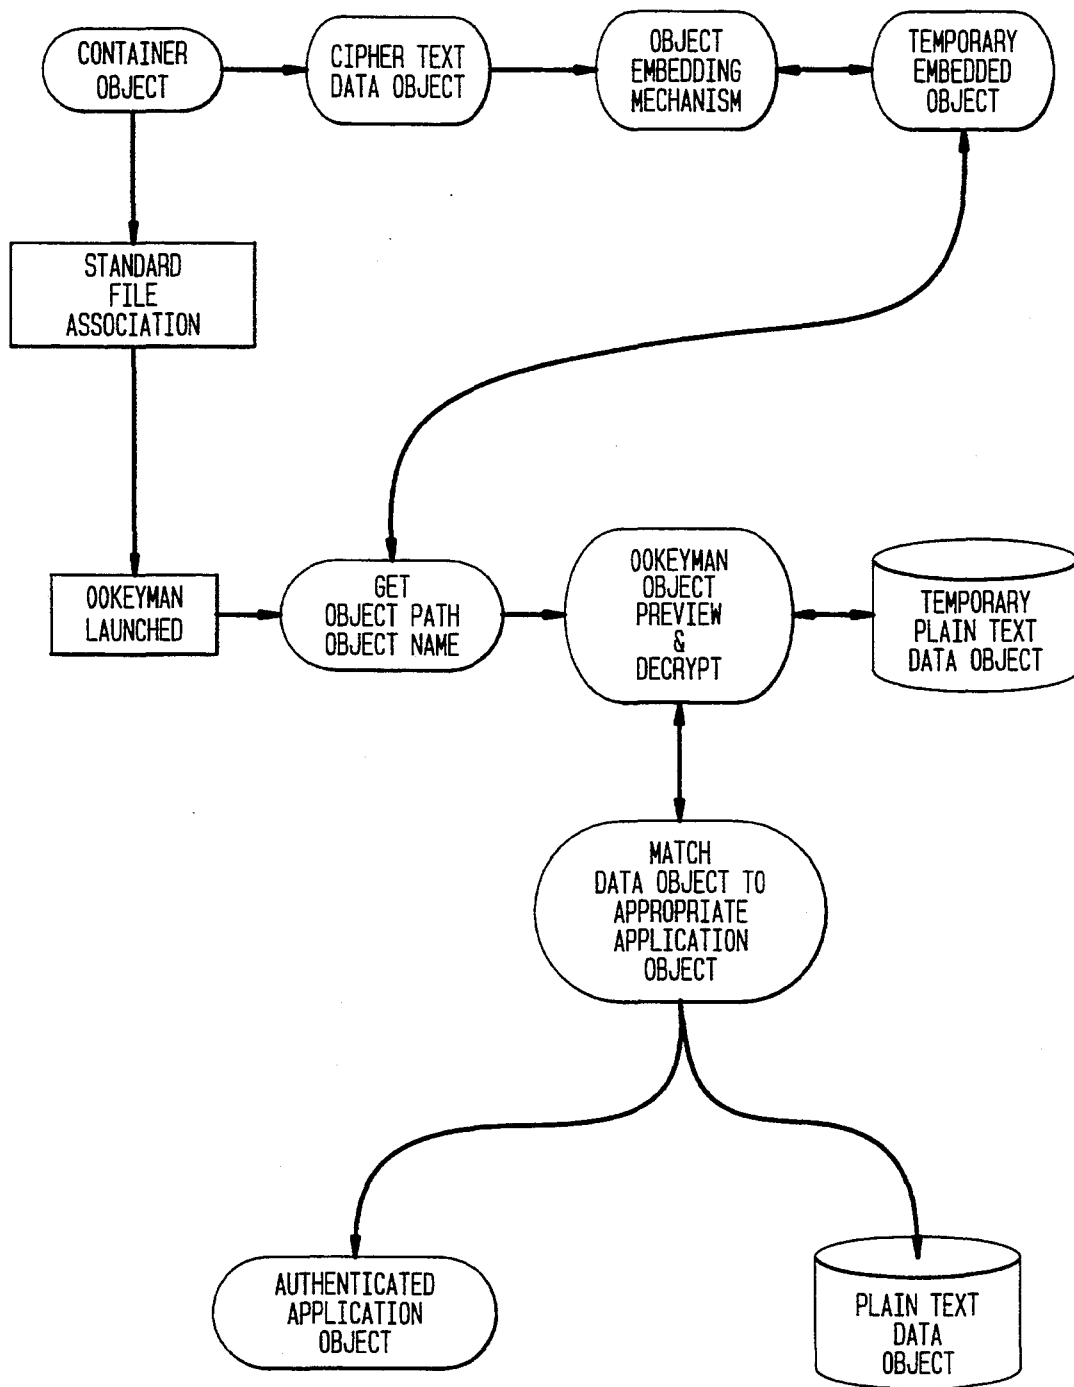 CONTAINER
OBJECT
CIPHER TEXT
DATA OBJECT
OBJECT
EMBEDDING
MECHANISM
TEMPORARY
EMBEDDED
OBJECT
STANDARD
FILE
ASSOCIATION
OOKEYMAN
LAUNCHED
GET
OBJECT PATH
OBJECT NAME
OOKEYMAN
OBJECT
PREVIEW
&
DECRYPT
TEMPORARY
PLAIN TEXT
DATA OBJECT
MATCH
DATA OBJECT TO
APPROPRIATE
APPLICATION
OBJECT
AUTHENTICATED
APPLICATION
OBJECT
PLAIN TEXT
DATA
OBJECT